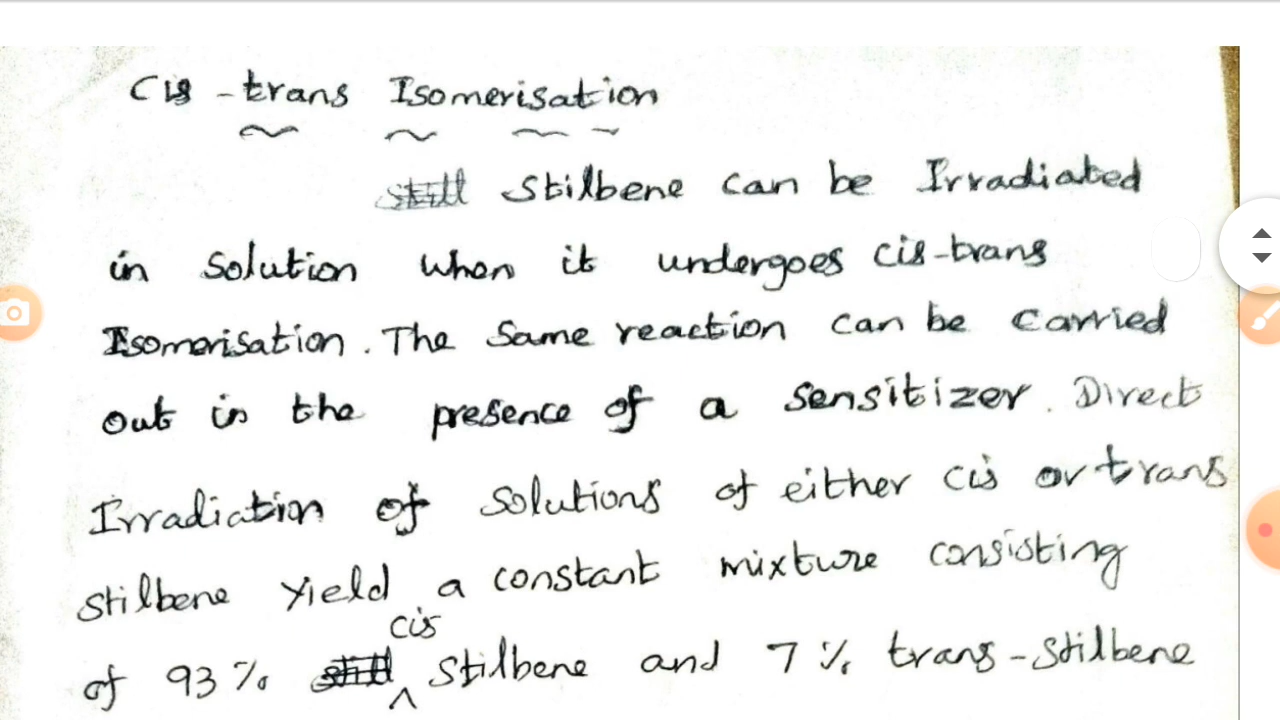 Cis-trans Isomerisation
Stilbene can be Irradiated
in solution when it undergoes cis-trans
Isomerisation. The same reaction can be carried
out in the presence of a sensitizer. Direct
Irradiation of solutions of either cis or trans
stilbene yield a constant mixture consisting
of 93% cis stilbene and 7% trans-stilbene